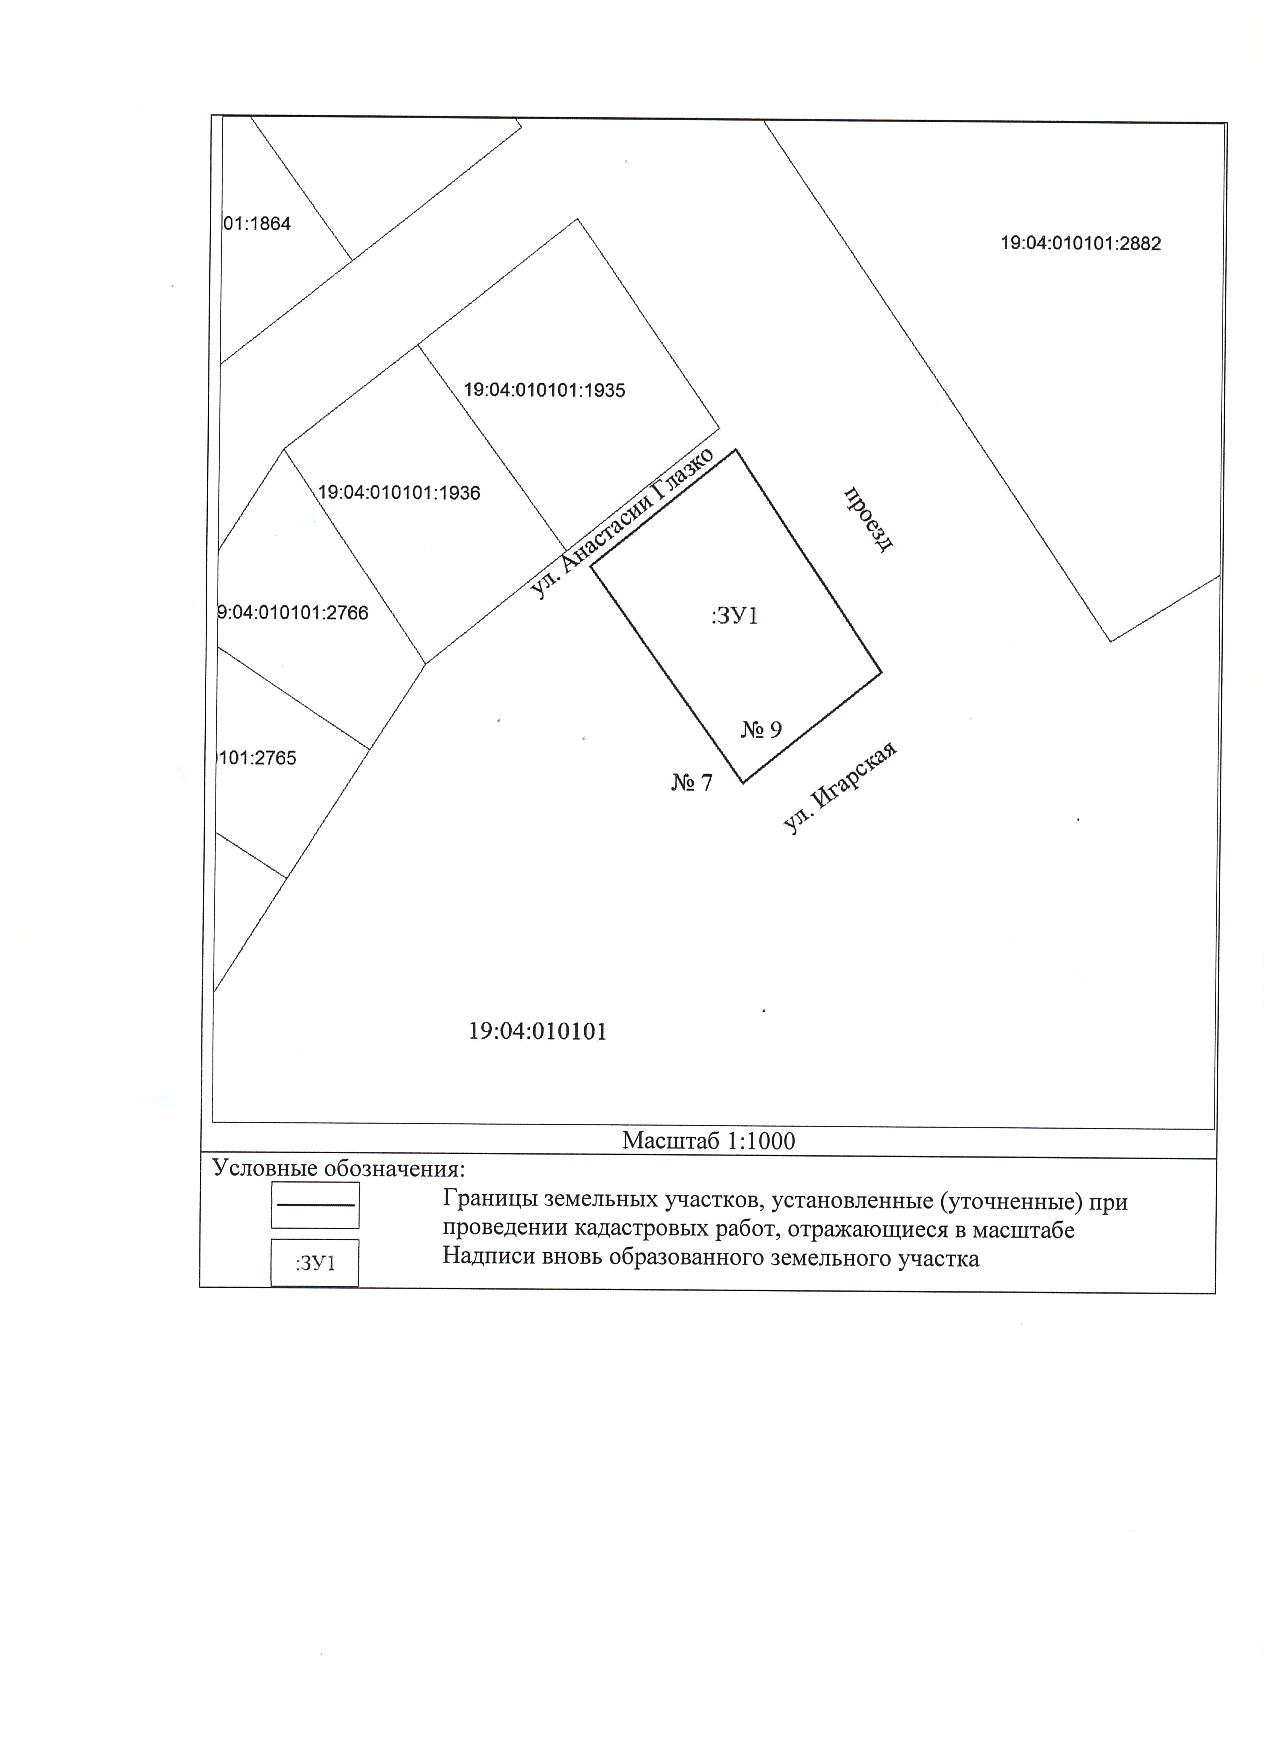 01:1864
19:04:010101:2882
19:04:010101:1935
19:04:010101:1936
ул. Анастасии Глазко
проезд
9:04:010101:2766
:ЗУ1
№ 9
101:2765
№ 7
ул. Игарская
19:04:010101
Масштаб 1:1000
Условные обозначения:
Границы земельных участков, установленные (уточненные) при
проведении кадастровых работ, отражающиеся в масштабе
:ЗУ1
Надписи вновь образованного земельного участка